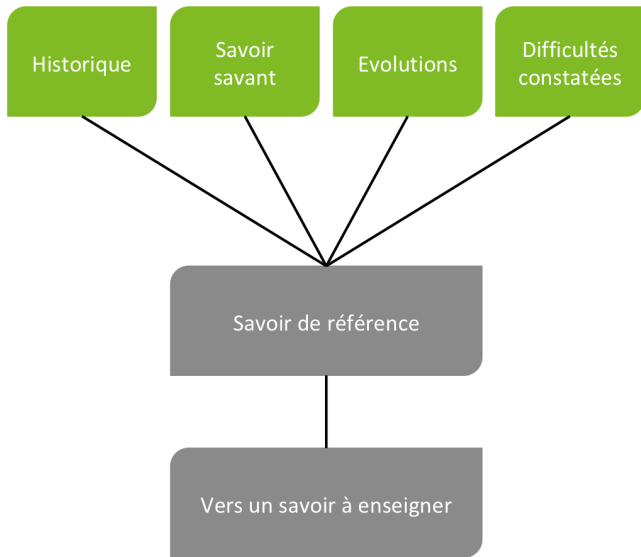 Historique
Savoir
savant
Evolutions
Difficultés
constatées
Savoir de référence
Vers un savoir à enseigner